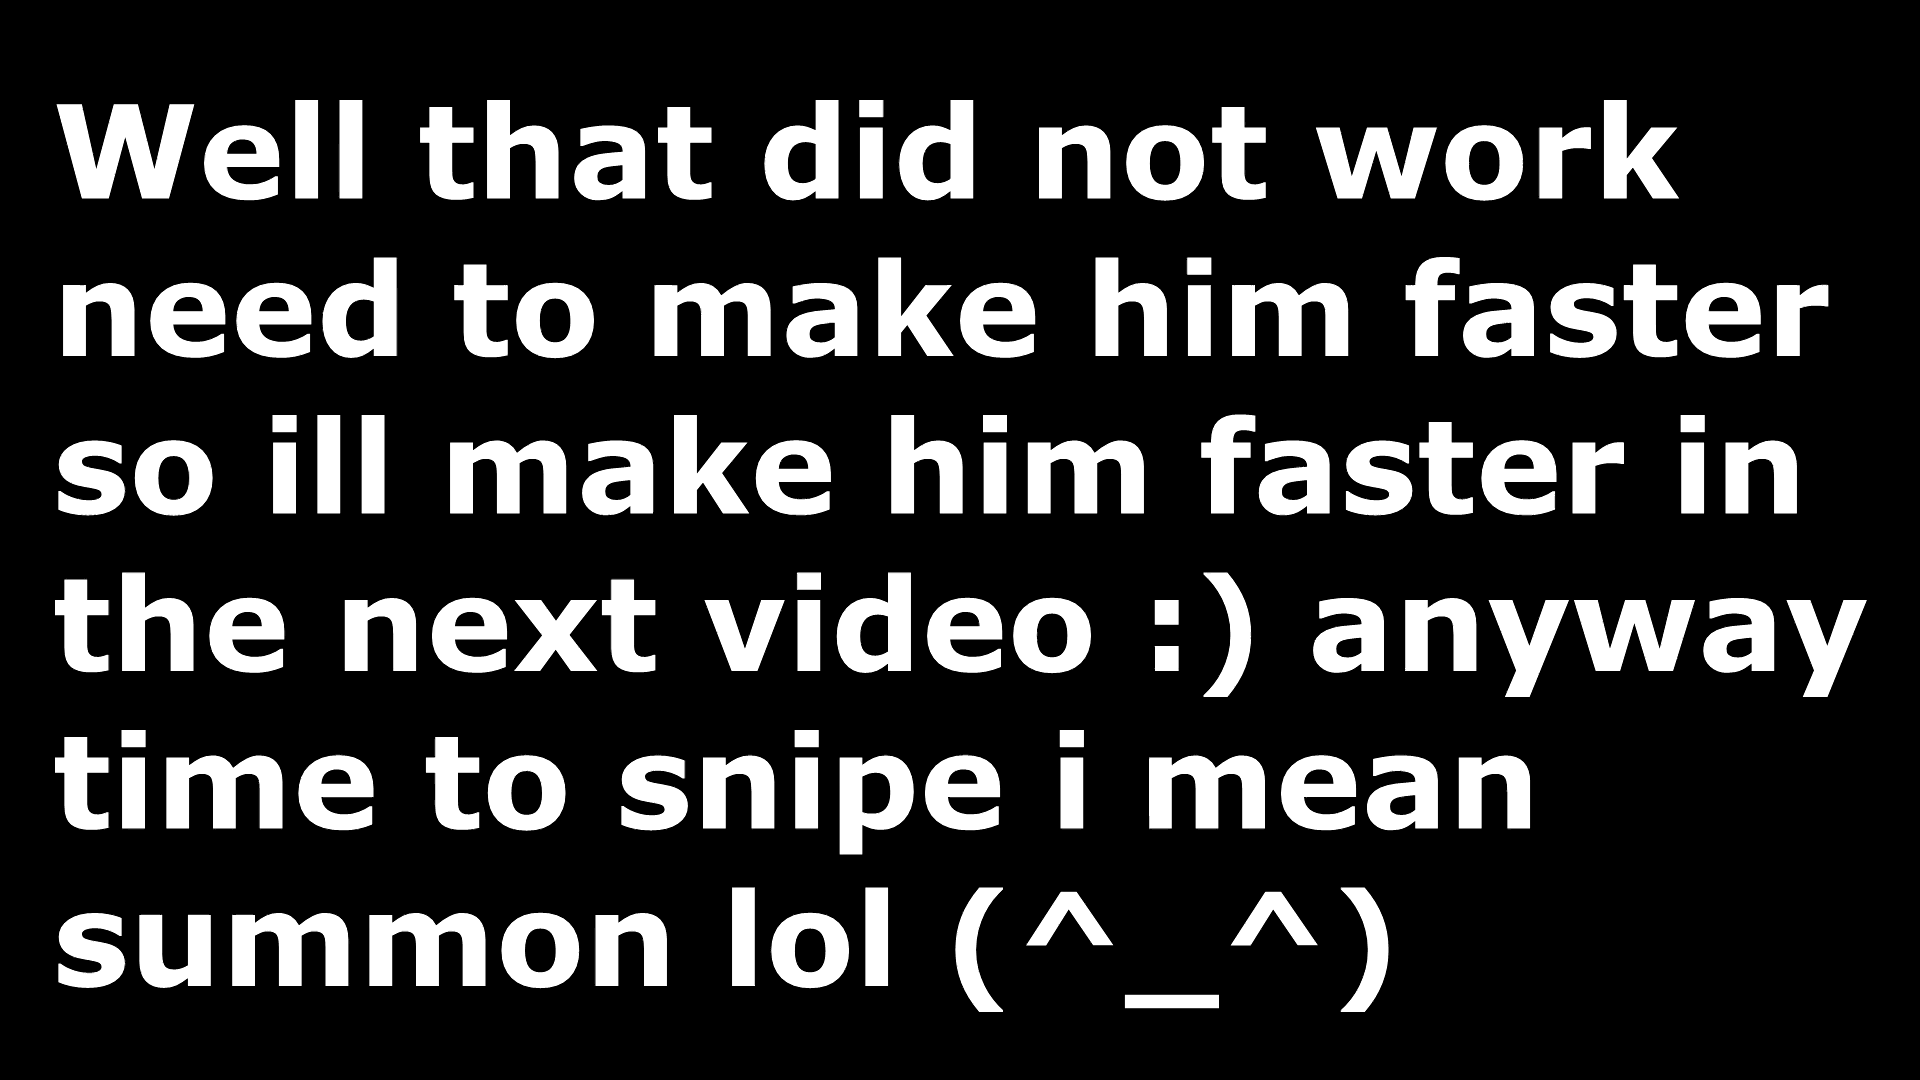 Well that did not work
need to make him faster
so ill make him faster in
the next video :) anyway
time to snipe i mean
summon lol (^_^)